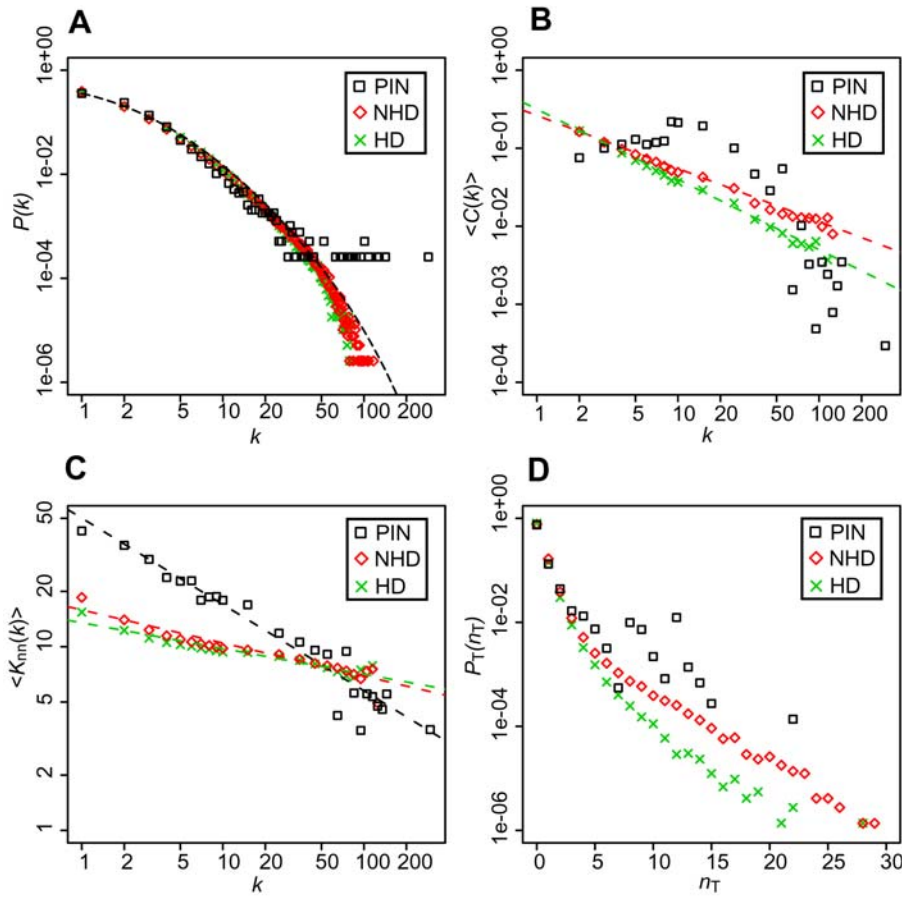 A
1e+00
1e-02
1e-04
1e-06
P(k)
PIN
NHD
HD
1 2 5 10 20 50 100 200
k
B
1e+00
1e-01
1e-02
1e-03
1e-04
<C(k)>
PIN
NHD
HD
1 2 5 10 20 50 100 200
k
C
50
20
10
5
2
1
<Knn(k)>
PIN
NHD
HD
1 2 5 10 20 50 100 200
k
D
1e+00
1e-02
1e-04
1e-06
PT(nT)
PIN
NHD
HD
0 5 10 15 20 25 30
nT